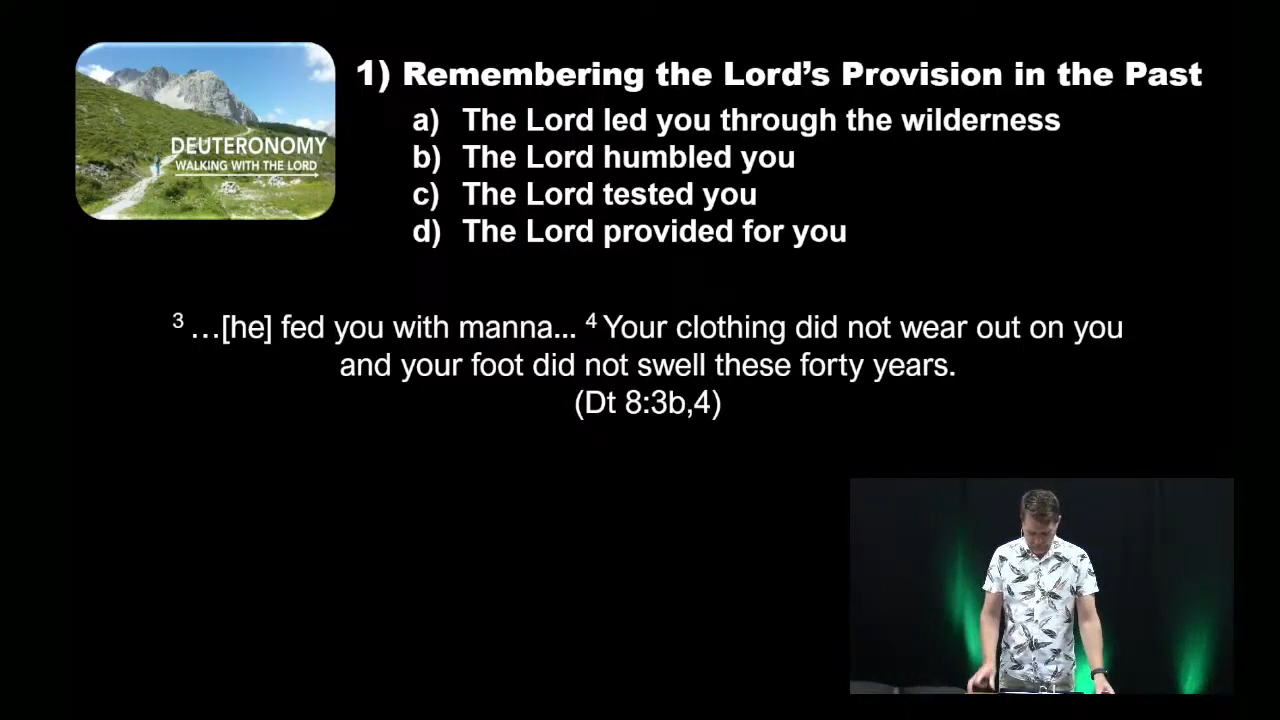 DEUTERONOMY
WALKING WITH THE LORD
1) Remembering the Lord’s Provision in the Past
a) The Lord led you through the wilderness
b) The Lord humbled you
c) The Lord tested you
d) The Lord provided for you
3 …[he] fed you with manna... 4 Your clothing did not wear out on you
and your foot did not swell these forty years.
(Dt 8:3b,4)